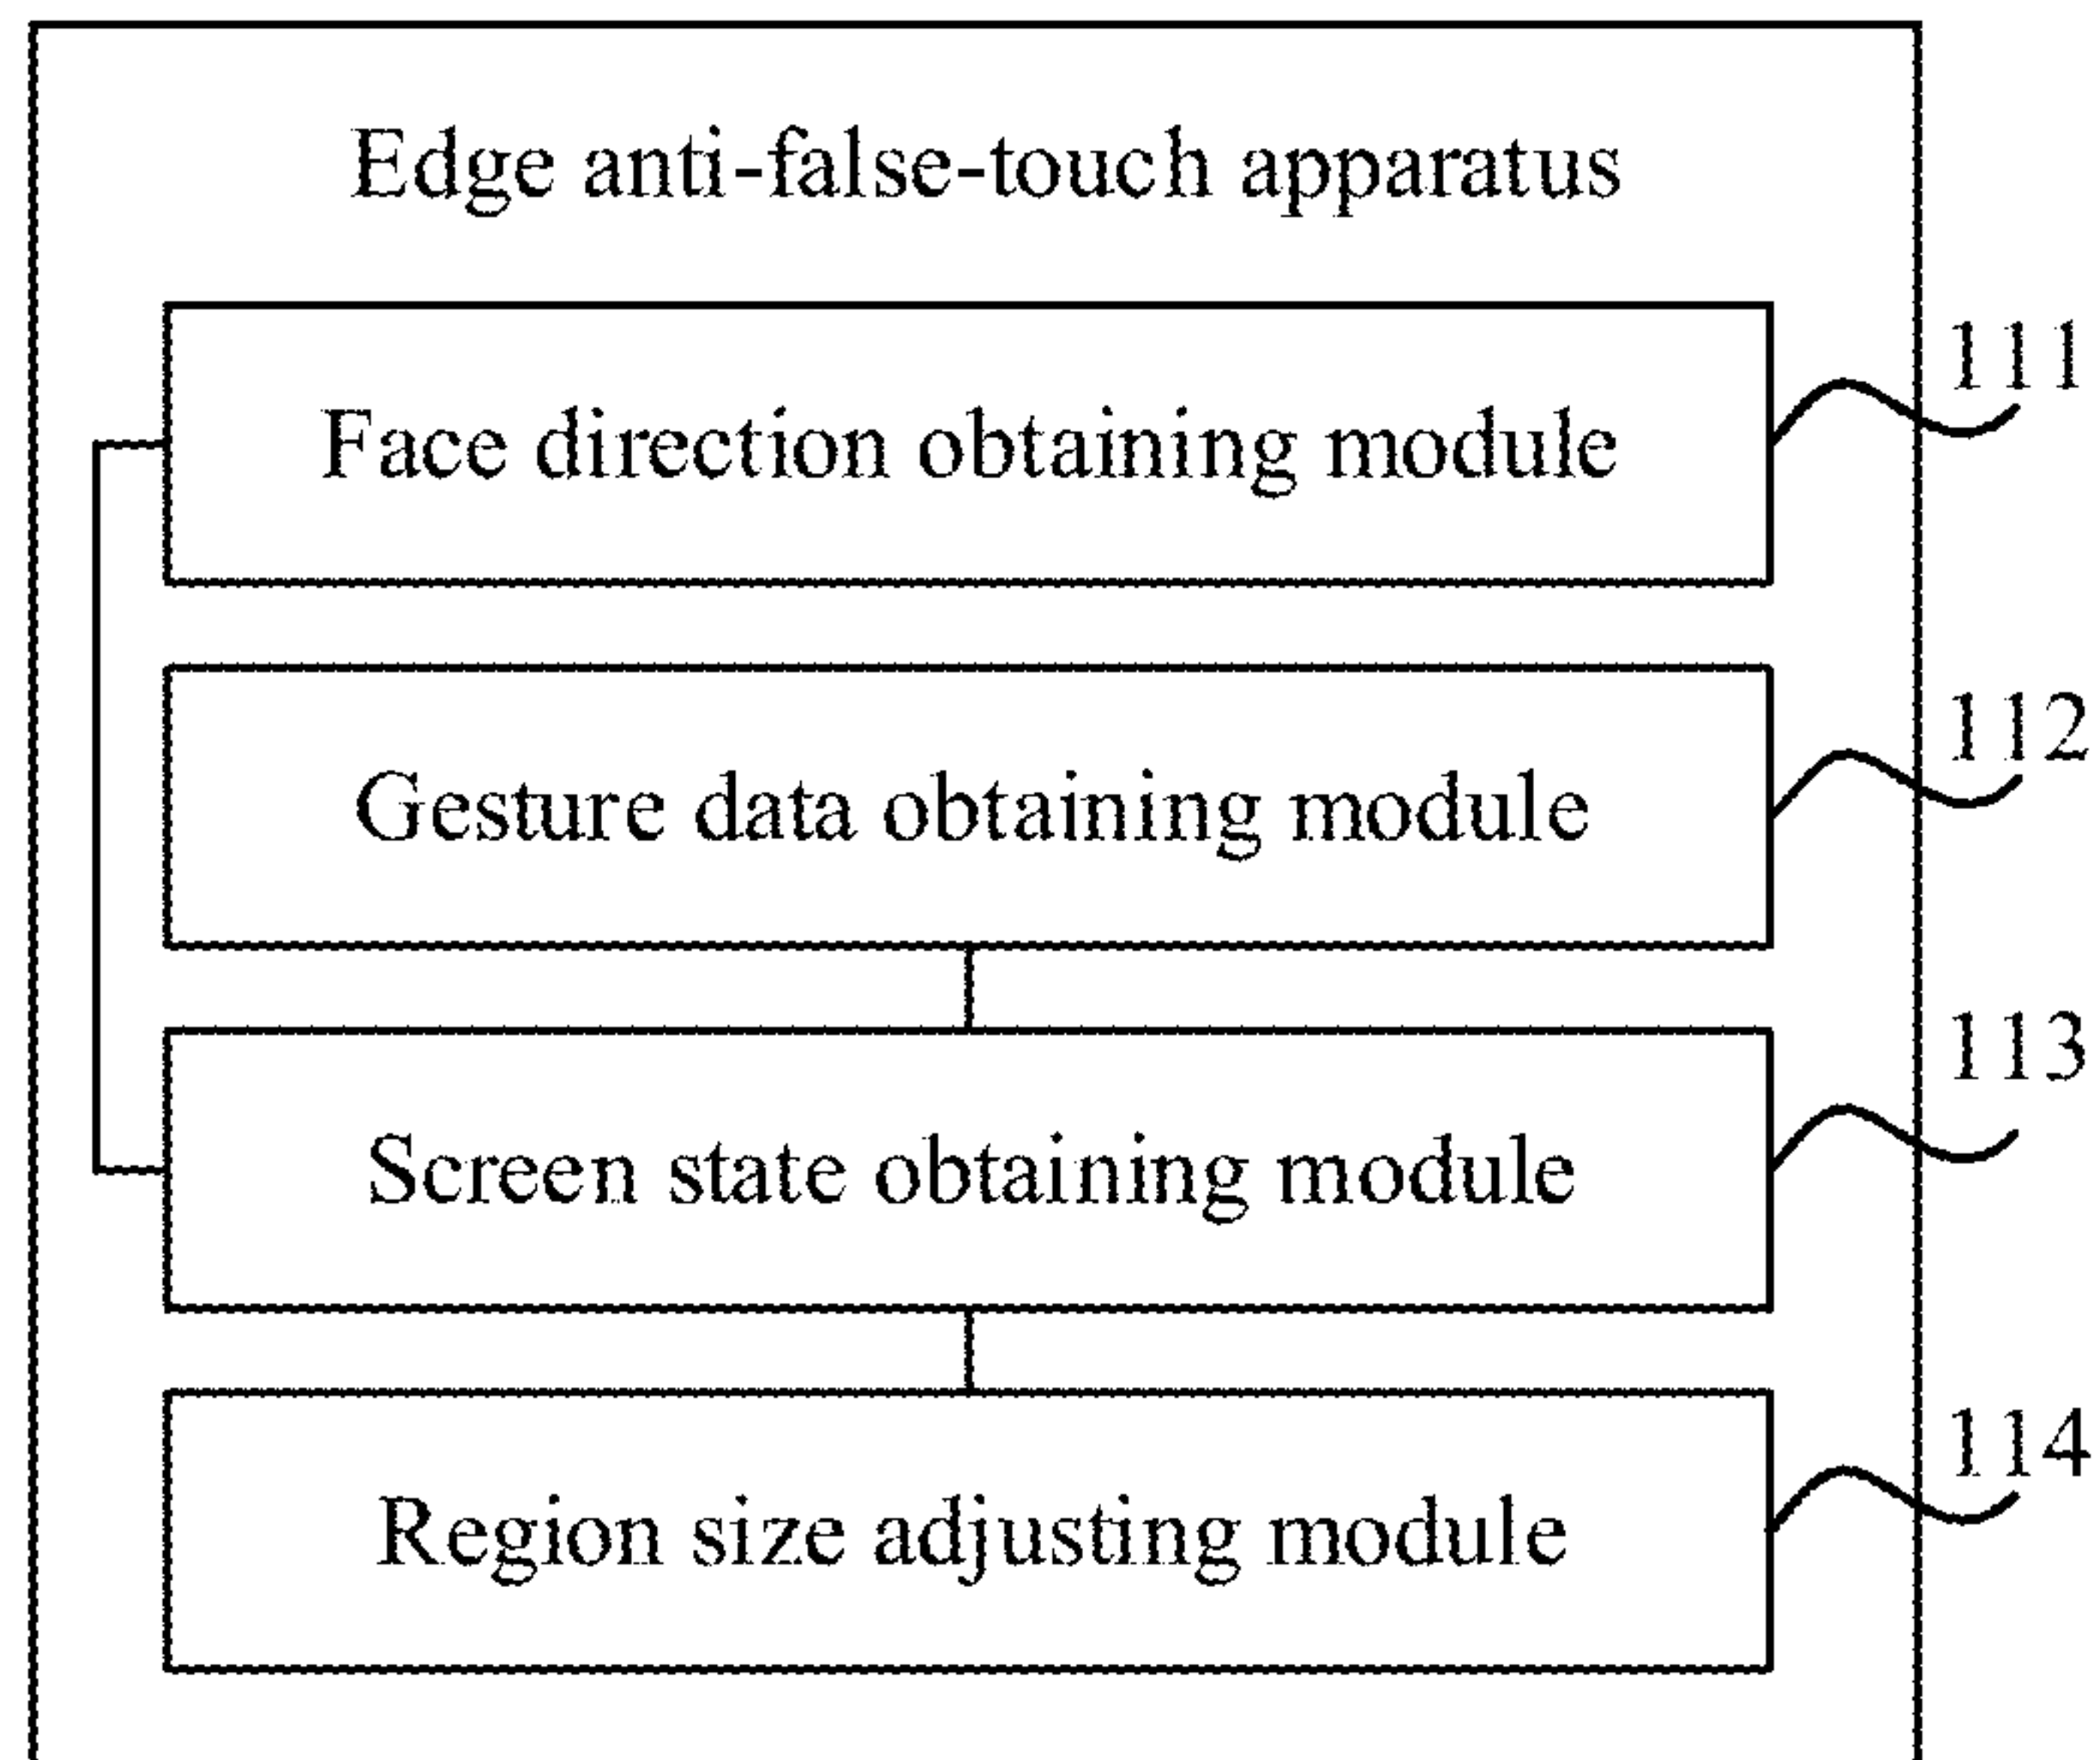 Edge anti-false-touch apparatus
111
Face direction obtaining module
112
Gesture data obtaining module
113
Screen state obtaining module
114
Region size adjusting module